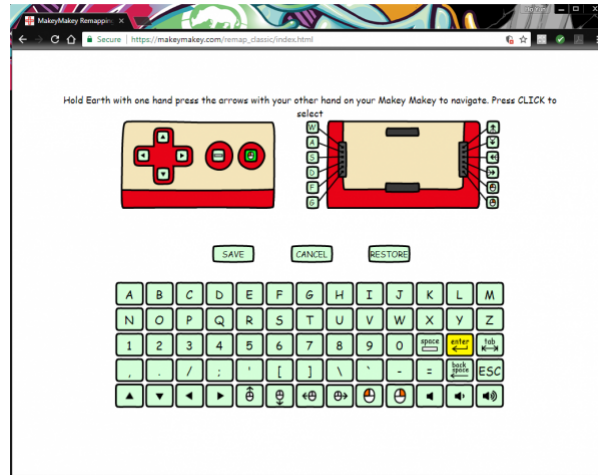 MakeyMakey Remappin
Secure | https://makeymakey.com/remap_classic/index.html
Hold Earth with one hand press the arrows with your other hand on your Makey Makey to navigate. Press CLICK to
select
W
A
S
D
F
G
SAVE CANCEL RESTORE
A B C D E F G H I J K L M
N O P Q R S T U V W X Y Z
1 2 3 4 5 6 7 8 9 0 space enter tab
, . / ; ' [ ] \ ` - = back space ESC